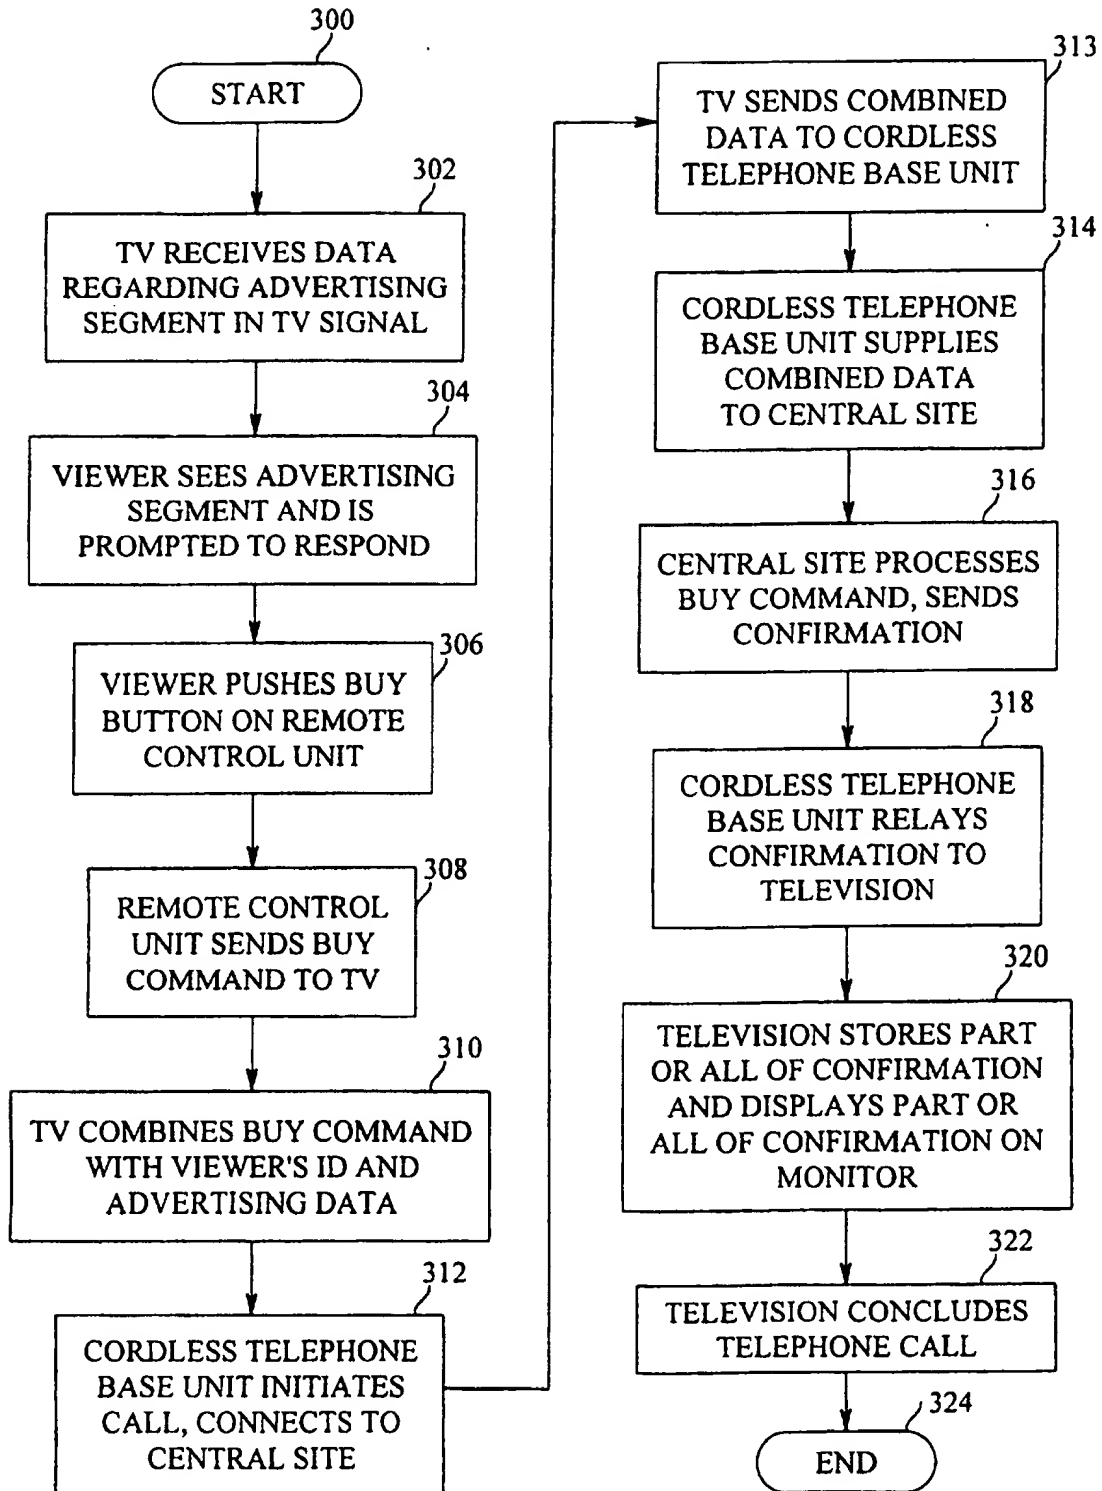 300
START
302
TV RECEIVES DATA
REGARDING ADVERTISING
SEGMENT IN TV SIGNAL
304
VIEWER SEES ADVERTISING
SEGMENT AND IS
PROMPTED TO RESPOND
306
VIEWER PUSHES BUY
BUTTON ON REMOTE
CONTROL UNIT
308
REMOTE CONTROL
UNIT SENDS BUY
COMMAND TO TV
310
TV COMBINES BUY COMMAND
WITH VIEWER'S ID AND
ADVERTISING DATA
312
CORDLESS TELEPHONE
BASE UNIT INITIATES
CALL, CONNECTS TO
CENTRAL SITE
313
TV SENDS COMBINED
DATA TO CORDLESS
TELEPHONE BASE UNIT
314
CORDLESS TELEPHONE
BASE UNIT SUPPLIES
COMBINED DATA
TO CENTRAL SITE
316
CENTRAL SITE PROCESSES
BUY COMMAND, SENDS
CONFIRMATION
318
CORDLESS TELEPHONE
BASE UNIT RELAYS
CONFIRMATION TO
TELEVISION
320
TELEVISION STORES PART
OR ALL OF CONFIRMATION
AND DISPLAYS PART OR
ALL OF CONFIRMATION ON
MONITOR
322
TELEVISION CONCLUDES
TELEPHONE CALL
324
END